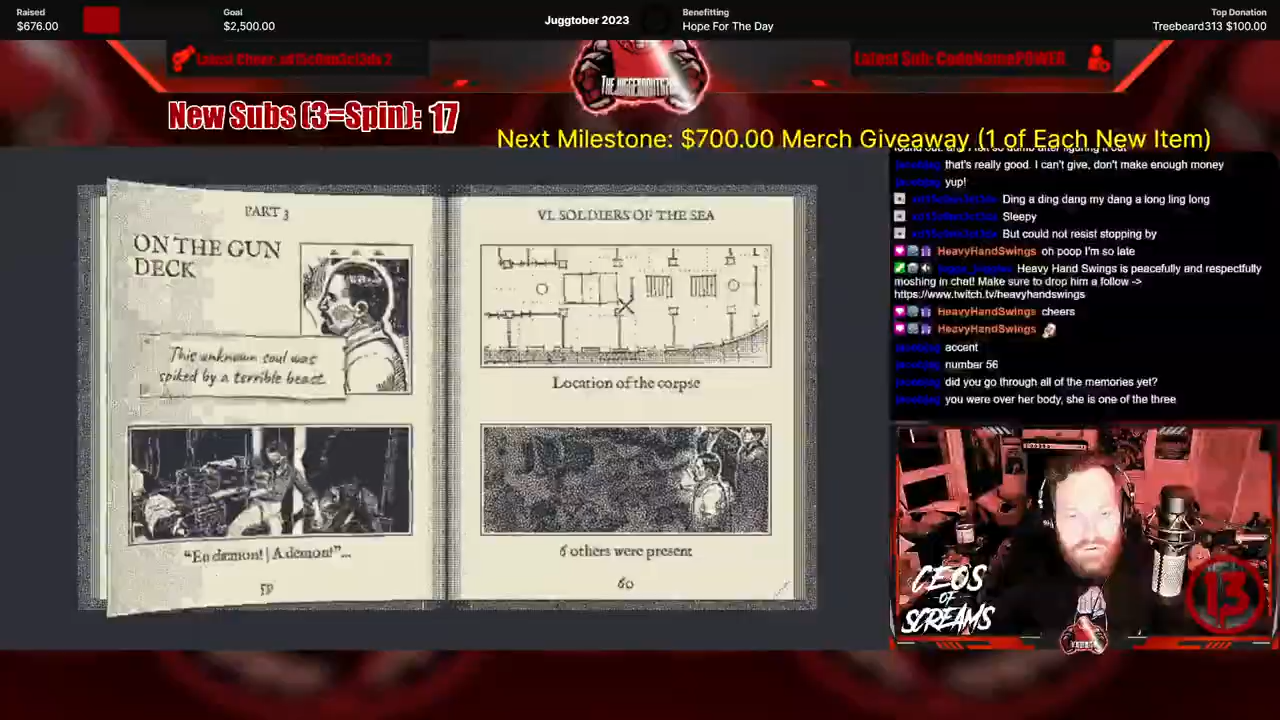 Raised
$676.00
Goal
$2,500.00
Juggtober 2023
Benefitting
Hope For The Day
Top Donation
Treebeard313 $100.00
Latest Sub: CodeNamePOWER
New Subs (3=Spin): 17
Next Milestone: $700.00 Merch Giveaway (1 of Each New Item)
PART 3
ON THE GUN
DECK
This unknown soul was
spiked by a terrible beast.
"En dæmon! | A demon!"...
59
VI. SOLDIERS OF THE SEA
Location of the corpse
6 others were present
60
that's really good. I can't give, don't make enough money
yup!
Ding a ding dang my dang a long ling long
Sleepy
But could not resist stopping by
HeavyHandSwings oh poop I'm so late
Heavy Hand Swings is peacefully and respectfully
moshing in chat! Make sure to drop him a follow ->
https://www.twitch.tv/heavyhandswings
HeavyHandSwings cheers
HeavyHandSwings
accent
number 56
did you go through all of the memories yet?
you were over her body, she is one of the three
CEOS
OF
SCREAMS
13